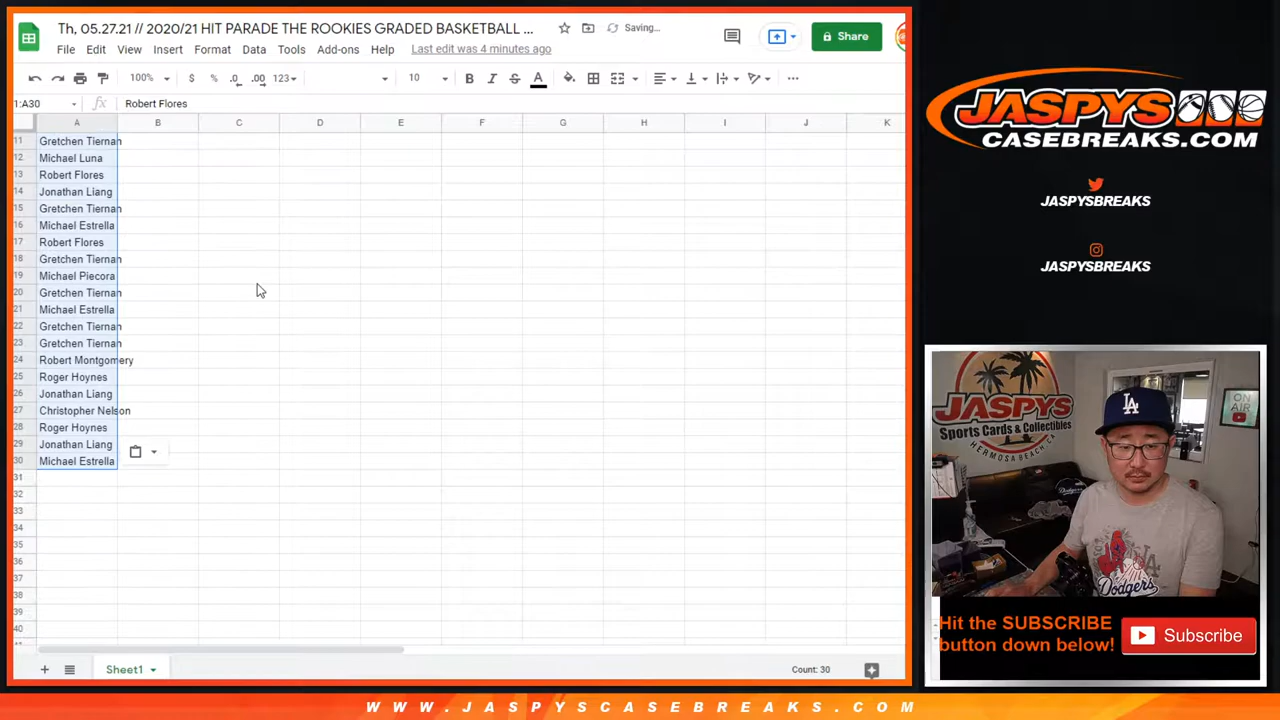 Th, 05.27.21 // 2020/21 HIT PARADE THE ROOKIES GRADED BASKETBALL ...
Saving...
File Edit View Insert Format Data Tools Add-ons Help Last edit was 4 minutes ago
Share
100% $ % .0 .00 123 10 B I S A
1:A30 fx Robert Flores
A B C D E F G H I J K
11 Gretchen Tiernan
12 Michael Luna
13 Robert Flores
14 Jonathan Liang
15 Gretchen Tiernan
16 Michael Estrella
17 Robert Flores
18 Gretchen Tiernan
19 Michael Piecora
20 Gretchen Tiernan
21 Michael Estrella
22 Gretchen Tiernan
23 Gretchen Tiernan
24 Robert Montgomery
25 Roger Hoynes
26 Jonathan Liang
27 Christopher Nelson
28 Roger Hoynes
29 Jonathan Liang
30 Michael Estrella
31
32
33
34
35
36
37
38
39
40
Sheet1
Count: 30
JASPYS
CASEBREAKS.COM
JASPYSBREAKS
JASPYSBREAKS
JASPYS
Sports Cards & Collectibles
HERMOSA BEACH, CA
ON AIR
LA
Dodgers
Dodgers
Hit the SUBSCRIBE
button down below!
Subscribe
WWW.JASPYSCASEBREAKS.COM